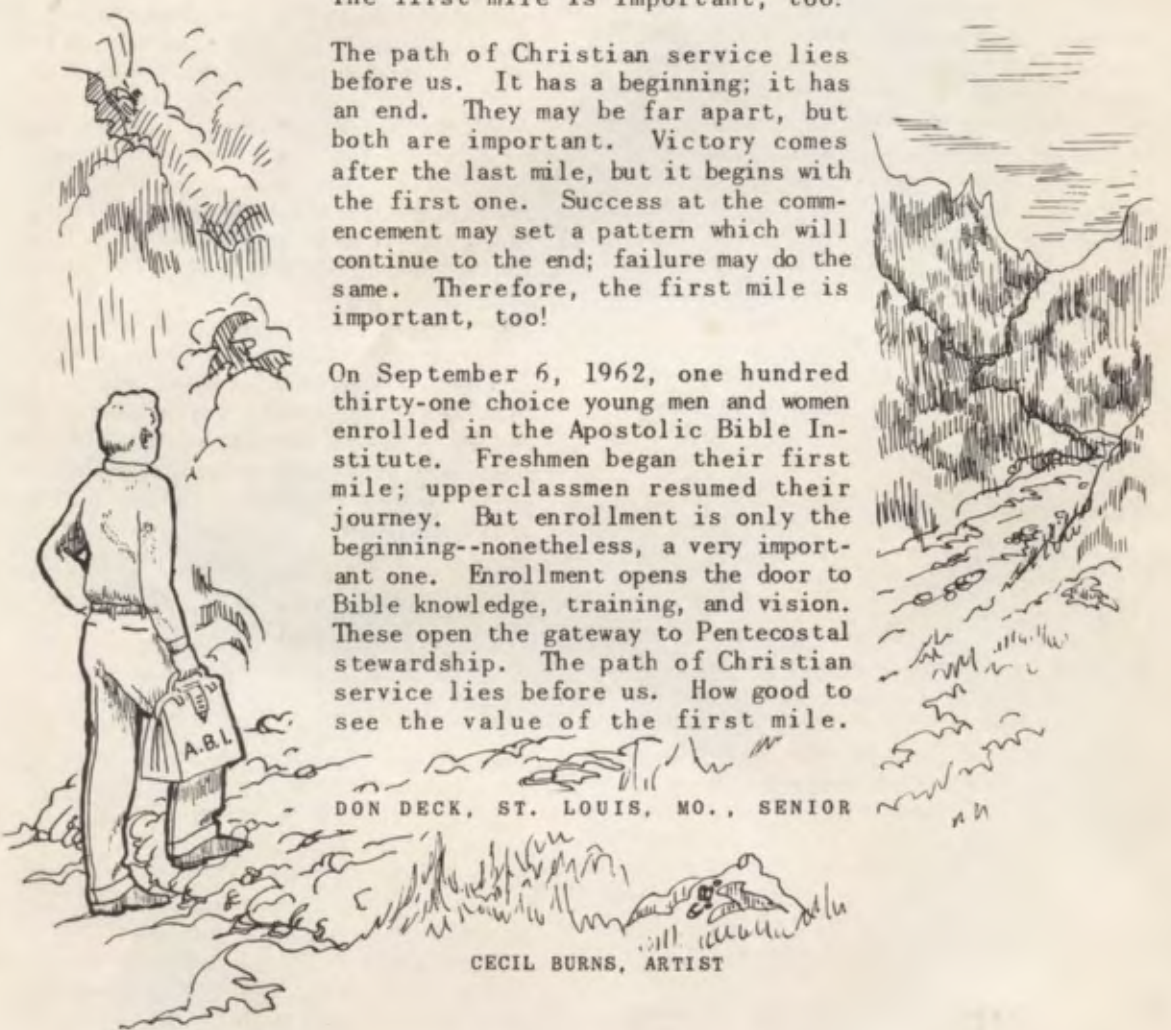 The first mile is important, too!
The path of Christian service lies
before us. It has a beginning; it has
an end. They may be far apart, but
both are important. Victory comes
after the last mile, but it begins with
the first one. Success at the comm-
encement may set a pattern which will
continue to the end; failure may do the
same. Therefore, the first mile is
important, too!
On September 6, 1962, one hundred
thirty-one choice young men and women
enrolled in the Apostolic Bible In-
stitute. Freshmen began their first
mile; upperclassmen resumed their
journey. But enrollment is only the
beginning--nonetheless, a very import-
ant one. Enrollment opens the door to
Bible knowledge, training, and vision.
These open the gateway to Pentecostal
stewardship. The path of Christian
service lies before us. How good to
see the value of the first mile.
A.B.I.
DON DECK, ST. LOUIS, MO., SENIOR
CECIL BURNS, ARTIST